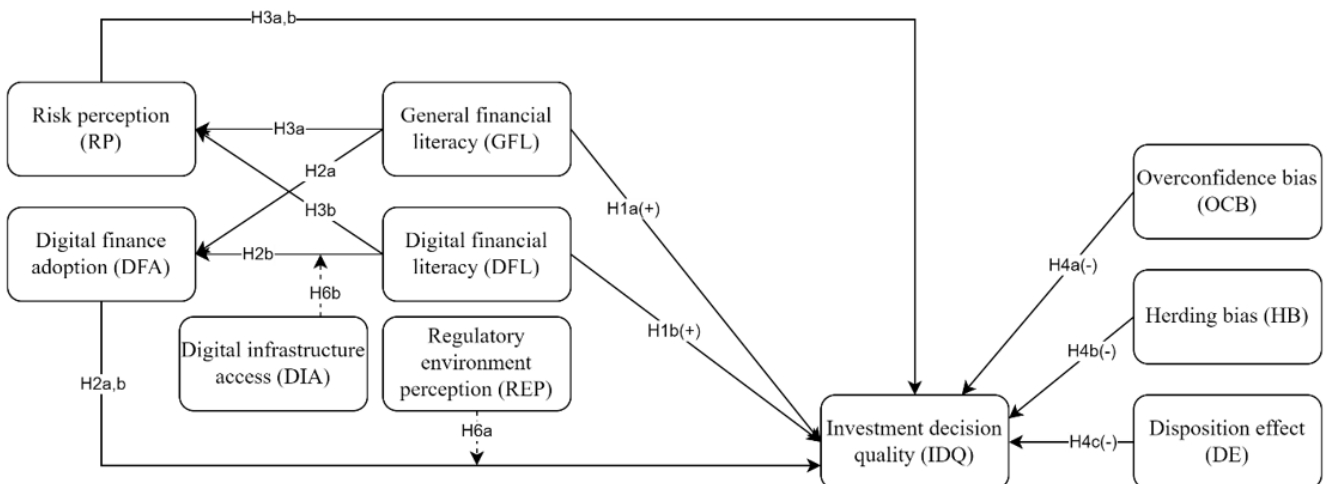 H3a,b
Risk perception
(RP)
H3a
General financial
literacy (GFL)
H2a
H1a(+)
Overconfidence bias
(OCB)
H3b
Digital finance
adoption (DFA)
H2b
Digital financial
literacy (DFL)
H4a(-)
H6b
H1b(+)
Herding bias (HB)
Digital infrastructure
access (DIA)
Regulatory
environment
perception (REP)
H4b(-)
H2a,b
H6a
Investment decision
quality (IDQ)
H4c(-)
Disposition effect
(DE)